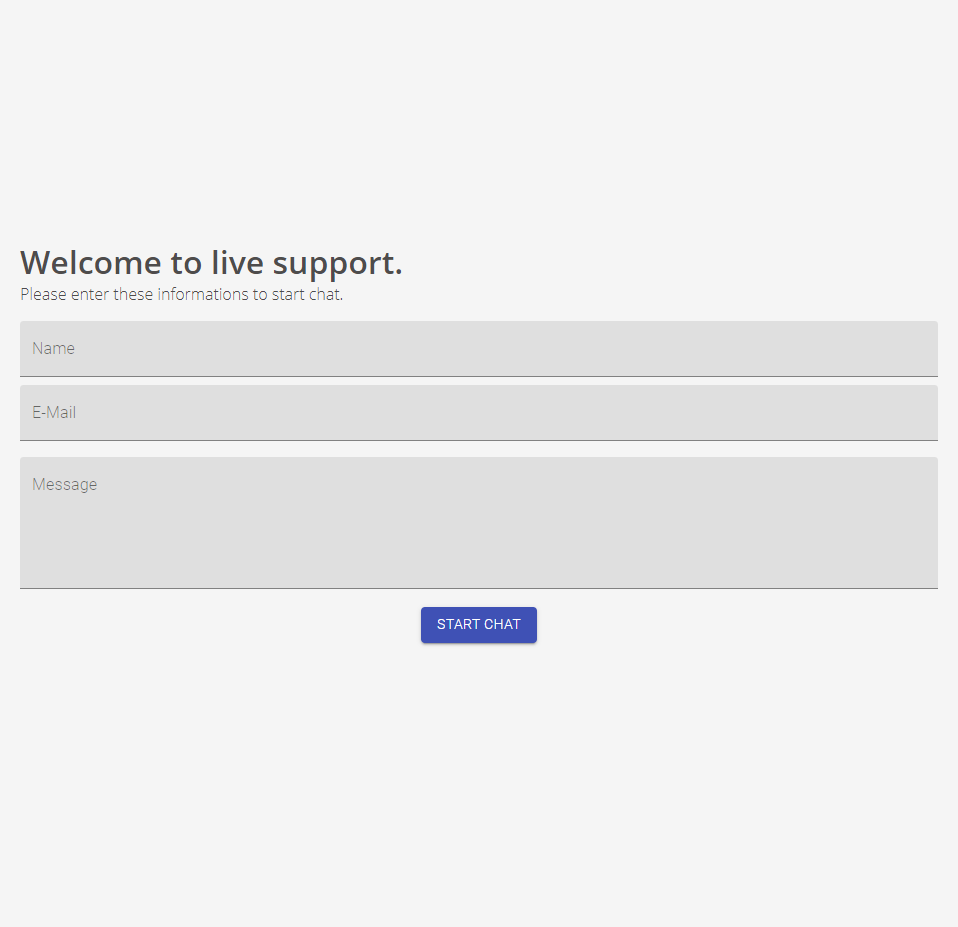 Welcome to live support.
Please enter these informations to start chat.
Name
E-Mail
Message
START CHAT